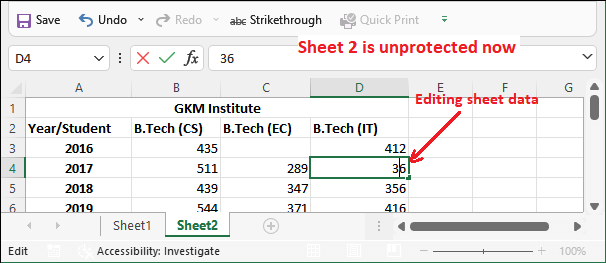 Save Undo Redo abc Strikethrough Quick Print
Sheet 2 is unprotected now
D4 fx 36
Editing sheet data
A B C D E F G
1 GKM Institute
2 Year/Student B.Tech (CS) B.Tech (EC) B.Tech (IT)
3 2016 435 412
4 2017 511 289 36
5 2018 439 347 356
6 2019 544 371 416
Sheet1 Sheet2
Edit Accessibility: Investigate 100%